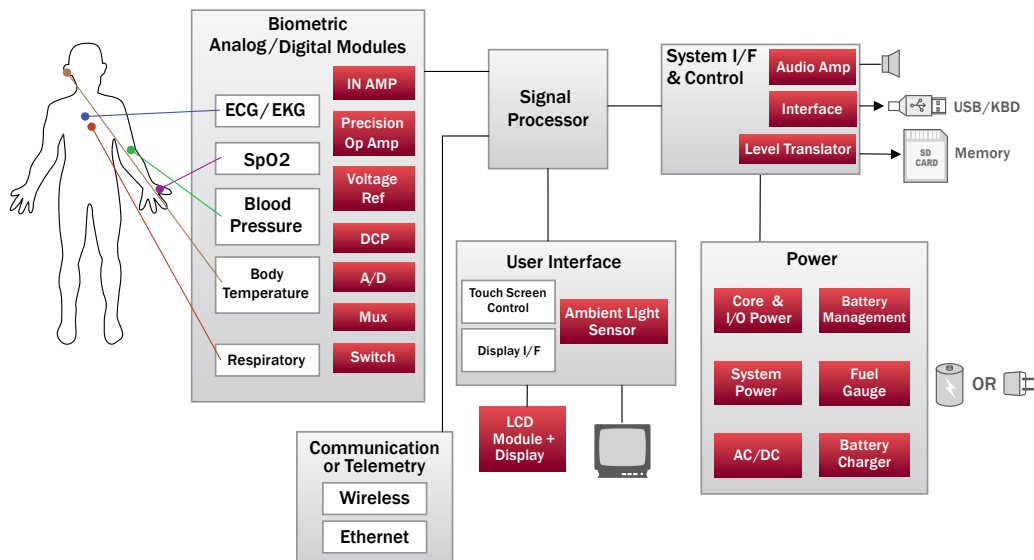 Biometric
Analog/Digital Modules
ECG/EKG
SpO2
Blood
Pressure
Body
Temperature
Respiratory
IN AMP
Precision
Op Amp
Voltage
Ref
DCP
A/D
Mux
Switch
Signal
Processor
System I/F
& Control
Audio Amp
Interface
Level Translator
USB/KBD
SD
CARD
Memory
User Interface
Touch Screen
Control
Display I/F
Ambient Light
Sensor
LCD
Module +
Display
Power
Core &
I/O Power
Battery
Management
System
Power
Fuel
Gauge
AC/DC
Battery
Charger
OR
Communication
or Telemetry
Wireless
Ethernet